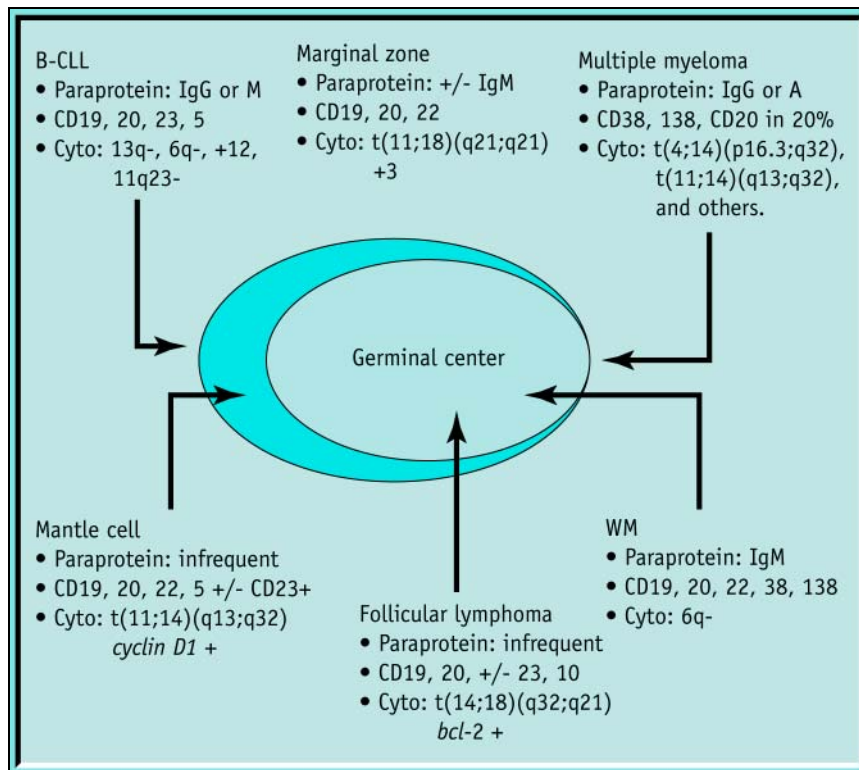 B-CLL
• Paraprotein: IgG or M
• CD19, 20, 23, 5
• Cyto: 13q-, 6q-, +12,
11q23-
Marginal zone
• Paraprotein: +/- IgM
• CD19, 20, 22
• Cyto: t(11;18)(q21;q21)
+3
Multiple myeloma
• Paraprotein: IgG or A
• CD38, 138, CD20 in 20%
• Cyto: t(4;14)(p16.3;q32),
t(11;14)(q13;q32),
and others.
Germinal center
Mantle cell
• Paraprotein: infrequent
• CD19, 20, 22, 5 +/- CD23+
• Cyto: t(11;14)(q13;q32)
cyclin D1 +
Follicular lymphoma
• Paraprotein: infrequent
• CD19, 20, +/- 23, 10
• Cyto: t(14;18)(q32;q21)
bcl-2 +
WM
• Paraprotein: IgM
• CD19, 20, 22, 38, 138
• Cyto: 6q-